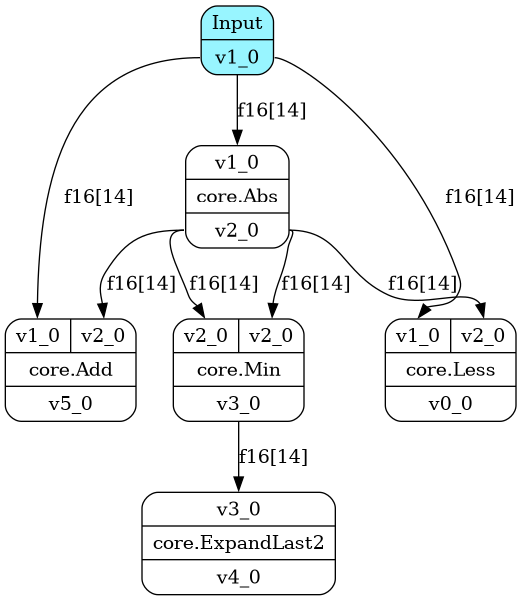 Input
v1_0
f16[14]
v1_0
core.Abs
v2_0
f16[14]
f16[14]
f16[14]
f16[14]
f16[14]
f16[14]
v1_0 v2_0
core.Add
v5_0
v2_0 v2_0
core.Min
v3_0
v1_0 v2_0
core.Less
v0_0
f16[14]
v3_0
core.ExpandLast2
v4_0